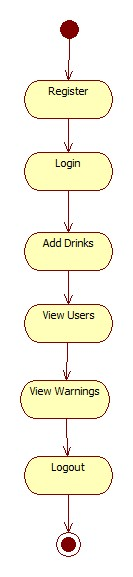 Register
Login
Add Drinks
View Users
View Warnings
Logout